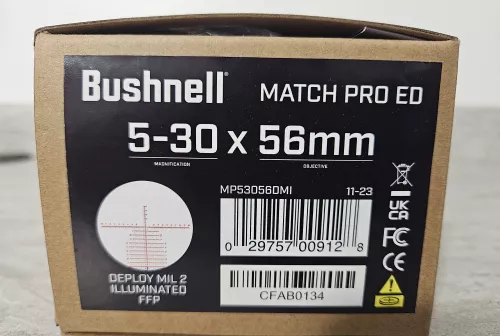 Bushnell®
MATCH PRO ED
5-30 x 56mm
MAGNIFICATION
OBJECTIVE
MP530560MI
11-23
0 29757 00912 8
CFAB0134
DEPLOY MIL 2
ILLUMINATED
FFP
UK
CA
FC
CE